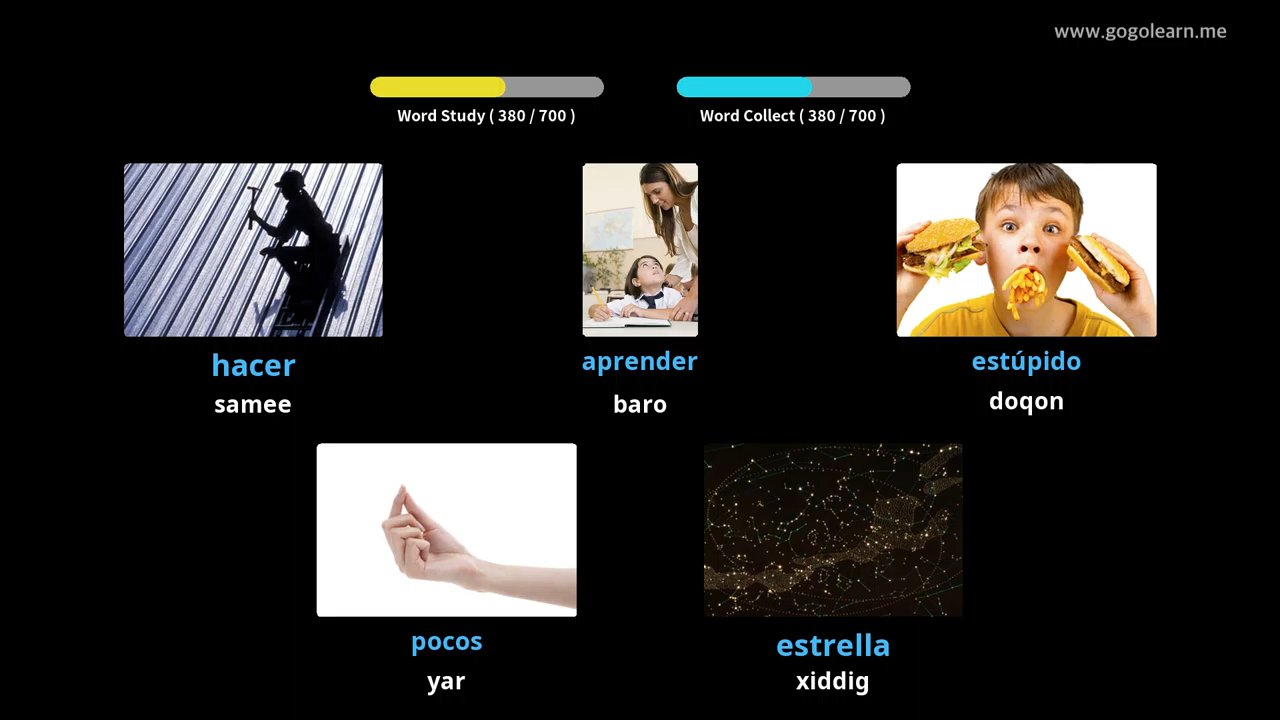 www.gogolearn.me
Word Study ( 380 / 700 )
Word Collect ( 380 / 700 )
hacer
samee
aprender
baro
estúpido
doqon
pocos
yar
estrella
xiddig